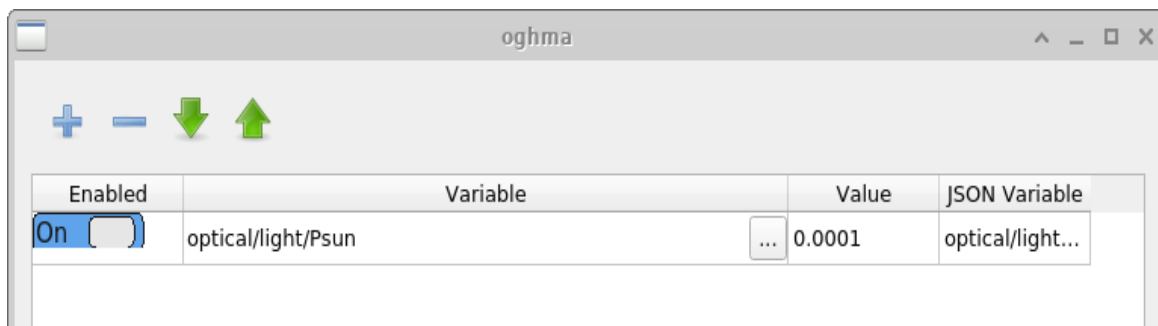 oghma
Enabled Variable Value JSON Variable
On optical/light/Psun ... 0.0001 optical/light...